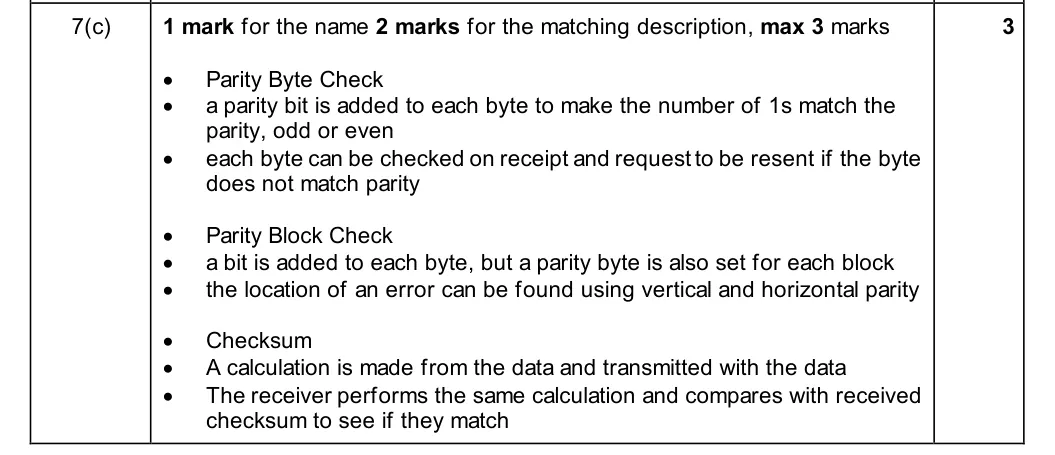 7(c) 1 mark for the name 2 marks for the matching description, max 3 marks 3
• Parity Byte Check
• a parity bit is added to each byte to make the number of 1s match the
parity, odd or even
• each byte can be checked on receipt and request to be resent if the byte
does not match parity
• Parity Block Check
• a bit is added to each byte, but a parity byte is also set for each block
• the location of an error can be found using vertical and horizontal parity
• Checksum
• A calculation is made from the data and transmitted with the data
• The receiver performs the same calculation and compares with received
checksum to see if they match